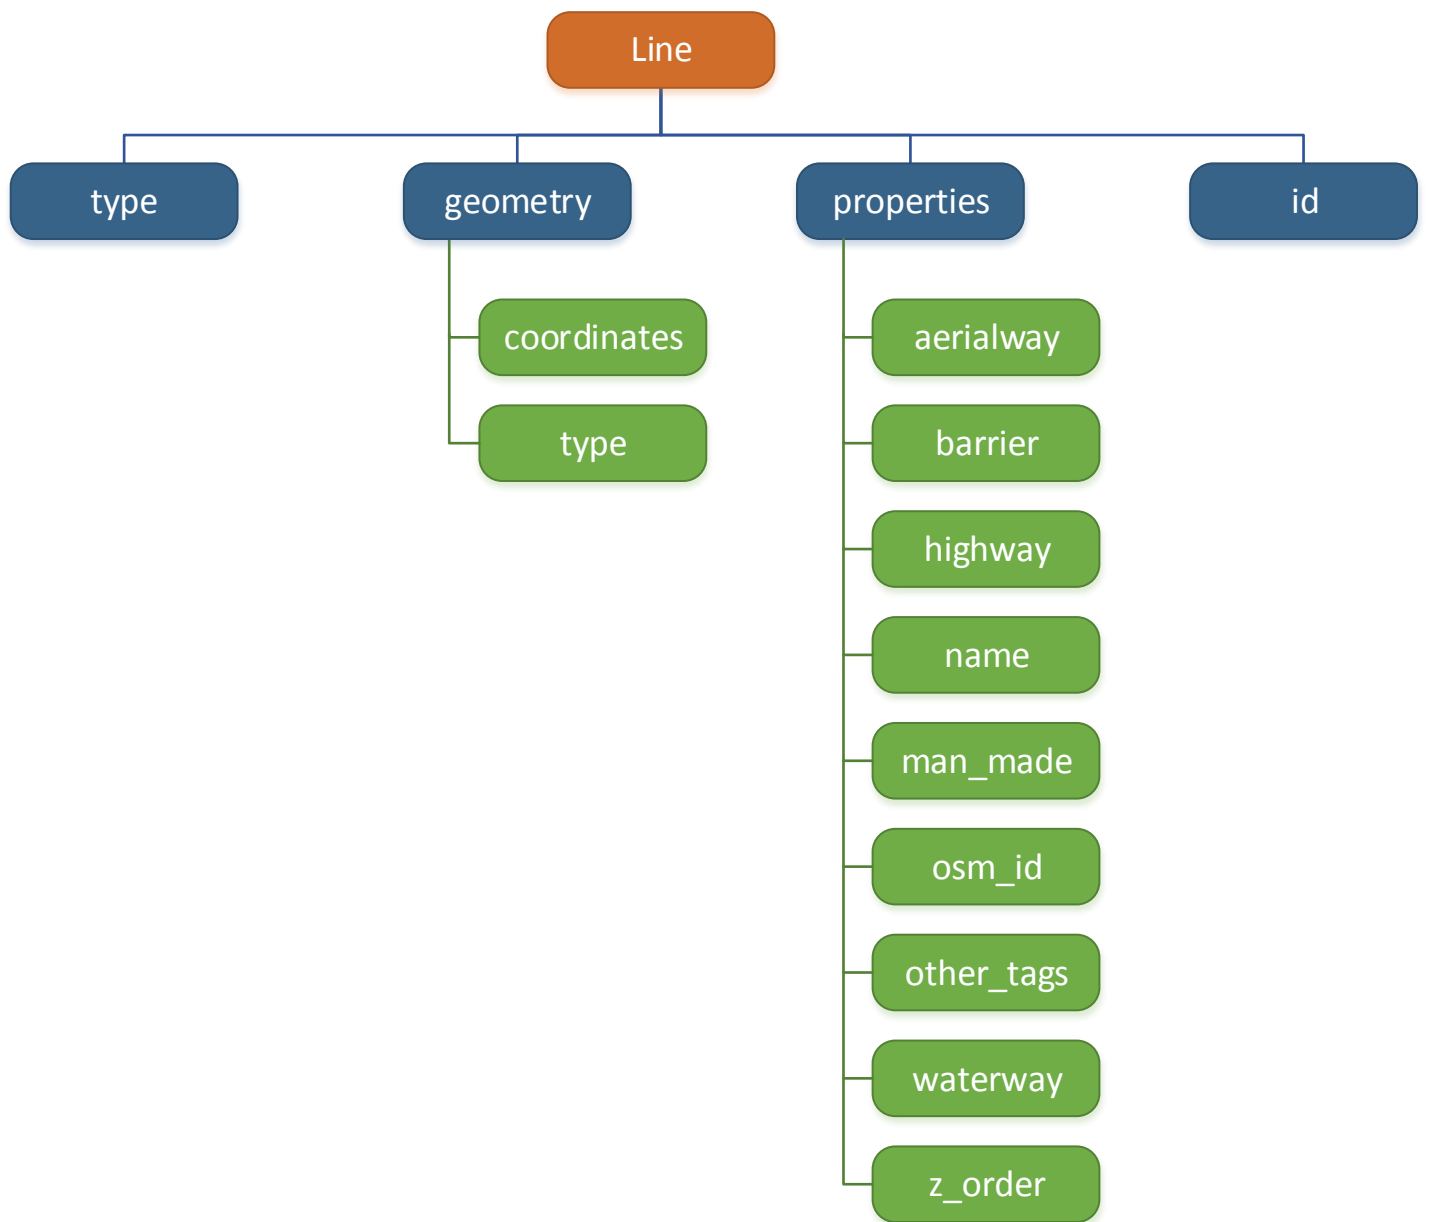 Line
type
geometry
properties
id
coordinates
type
aerialway
barrier
highway
name
man_made
osm_id
other_tags
waterway
z_order